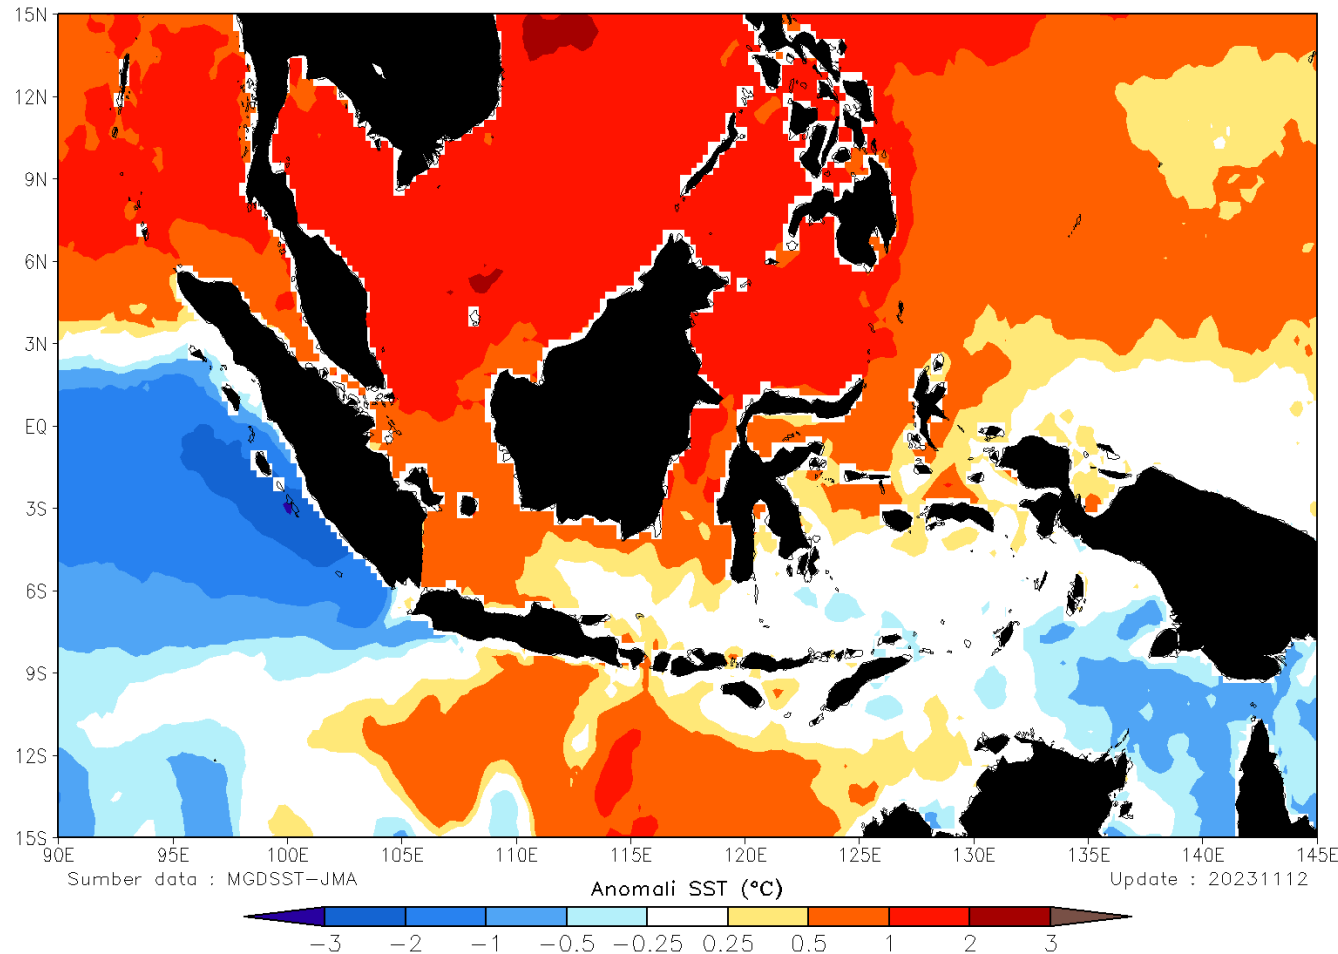 15N
12N
9N
6N
3N
EQ
3S
6S
9S
12S
15S
90E 95E 100E 105E 110E 115E 120E 125E 130E 135E 140E 145E
Sumber data : MGDSST-JMA
Update : 20231112
Anomali SST (°C)
-3 -2 -1 -0.5 -0.25 0.25 0.5 1 2 3